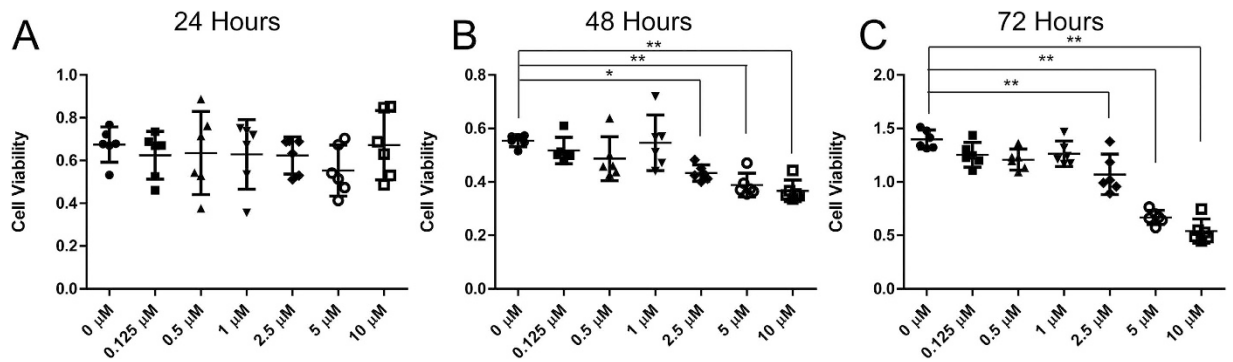 A
24 Hours
Cell Viability
1.0
0.8
0.6
0.4
0.2
0.0
0 µM
0.125 µM
0.5 µM
1 µM
2.5 µM
5 µM
10 µM
B
48 Hours
Cell Viability
**
**
*
0.8
0.6
0.4
0.2
0.0
0 µM
0.125 µM
0.5 µM
1 µM
2.5 µM
5 µM
10 µM
C
72 Hours
Cell Viability
**
**
**
2.0
1.5
1.0
0.5
0.0
0 µM
0.125 µM
0.5 µM
1 µM
2.5 µM
5 µM
10 µM